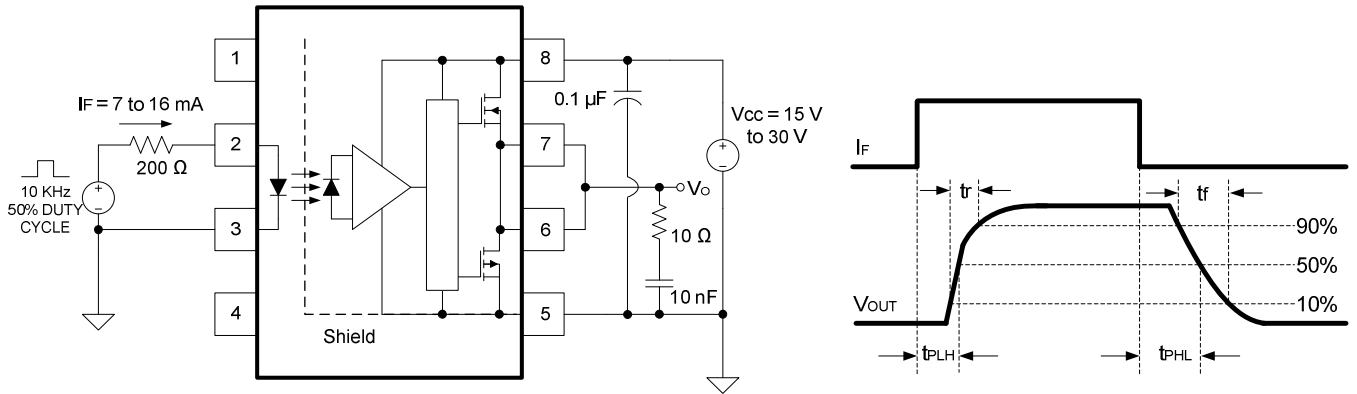 1
2
3
4
8
7
6
5
IF = 7 to 16 mA
200 Ω
10 KHz
50% DUTY
CYCLE
Shield
0.1 µF
Vcc = 15 V
to 30 V
Vo
10 Ω
10 nF
IF
tr
tf
90%
50%
10%
VOUT
tPLH
tPHL